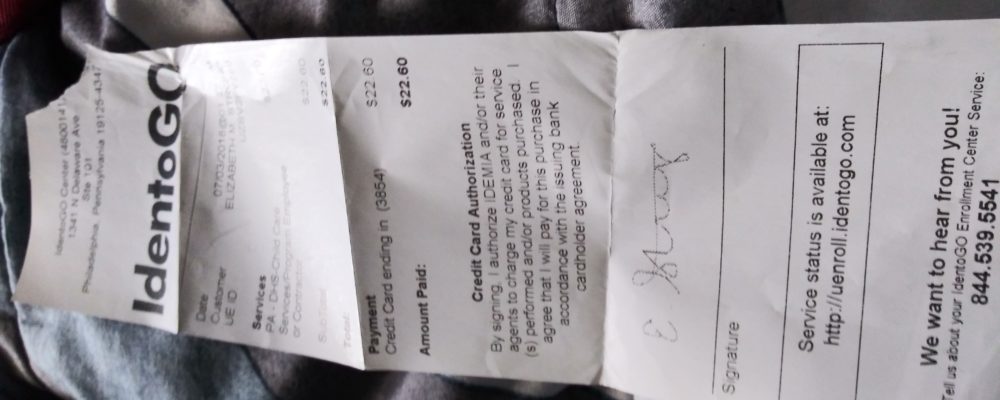 IdentoGO Center
1341 N Delaware Ave
Ste 101
Philadelphia, Pennsylvania 19125-434
IdentoGO
Date 07/03/2018
Customer ELIZABETH M.
UE ID
Services
PA - DHS-Child Care
Services/Program Employee
or Contractor $22.60
SubTotal
Total: $22.60
Payment
Credit Card ending in (3854) $22.60
Amount Paid: $22.60
Credit Card Authorization
By signing, I authorize IDEMIA and/or their
agents to charge my credit card for service
(s) performed and/or products purchased. I
agree that I will pay for this purchase in
accordance with the issuing bank
cardholder agreement.
Signature
Service status is available at:
http://uenroll.identogo.com
We want to hear from you!
Tell us about your IdentoGO Enrollment Center Service:
844.539.5541